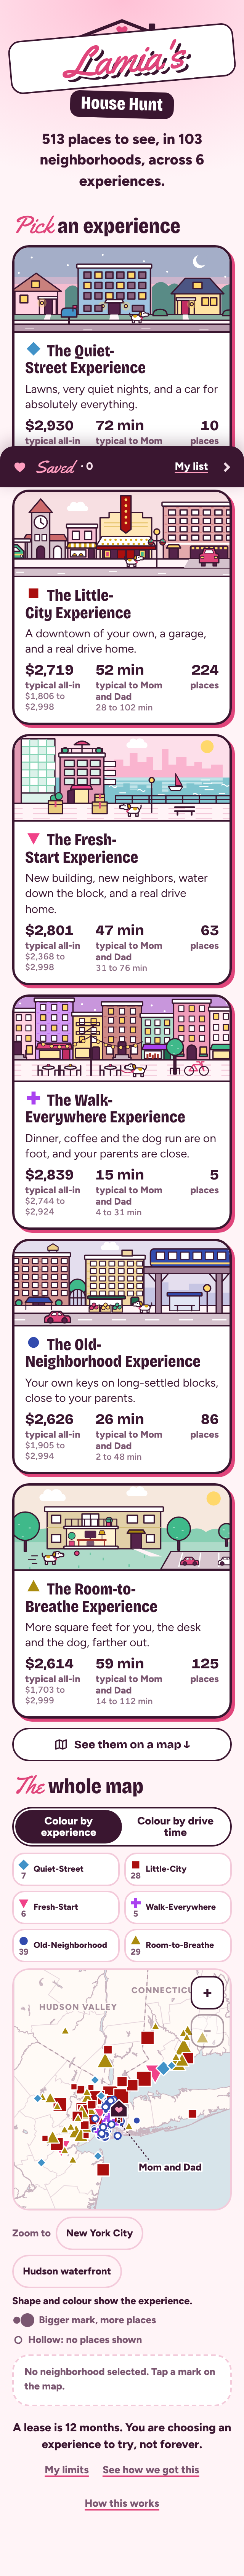 Lamia's
House Hunt
513 places to see, in 103
neighborhoods, across 6
experiences.
Pick an experience
The Quiet-
Street Experience
Lawns, very quiet nights, and a car for
absolutely everything.
$2,930 72 min 10
typical all-in typical to Mom places
Saved · 0 My list
The Little-
City Experience
A downtown of your own, a garage,
and a real drive home.
$2,719 52 min 224
typical all-in typical to Mom places
$1,806 to and Dad
$2,998 28 to 102 min
The Fresh-
Start Experience
New building, new neighbors, water
down the block, and a real drive
home.
$2,801 47 min 63
typical all-in typical to Mom places
$2,368 to and Dad
$2,998 31 to 76 min
The Walk-
Everywhere Experience
Dinner, coffee and the dog run are on
foot, and your parents are close.
$2,839 15 min 5
typical all-in typical to Mom places
$2,744 to and Dad
$2,924 4 to 31 min
The Old-
Neighborhood Experience
Your own keys on long-settled blocks,
close to your parents.
$2,626 26 min 86
typical all-in typical to Mom places
$1,905 to and Dad
$2,994 2 to 48 min
The Room-to-
Breathe Experience
More square feet for you, the desk
and the dog, farther out.
$2,614 59 min 125
typical all-in typical to Mom places
$1,703 to and Dad
$2,999 14 to 112 min
See them on a map ↓
The whole map
Colour by experience
Colour by drive time
7 Quiet-Street
28 Little-City
6 Fresh-Start
5 Walk-Everywhere
39 Old-Neighborhood
29 Room-to-Breathe
CONNECTICU
HUDSON VALLEY
+
−
Mom and Dad
Zoom to New York City
Hudson waterfront
Shape and colour show the experience.
Bigger mark, more places
Hollow: no places shown
No neighborhood selected. Tap a mark on
the map.
A lease is 12 months. You are choosing an
experience to try, not forever.
My limits See how we got this
How this works